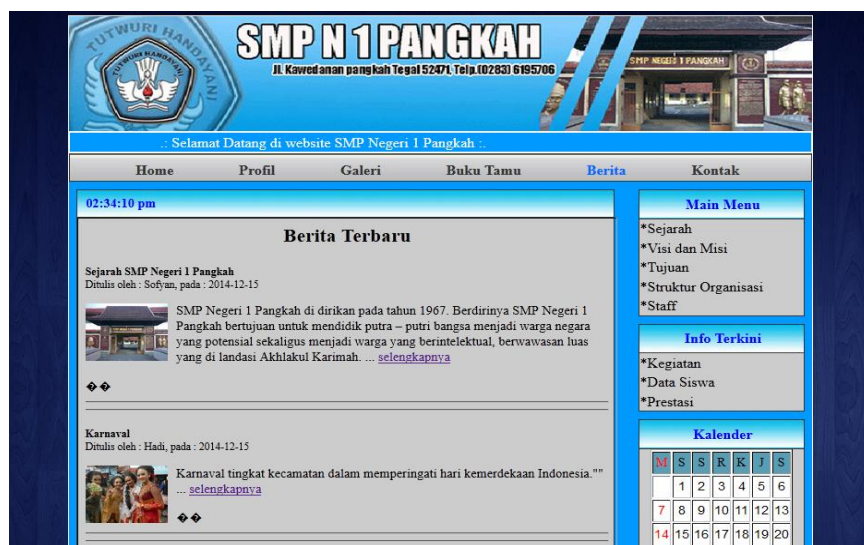 TUTWURI HANDAYANI
SMP N 1 PANGKAH
Jl. Kawedanan pangkah Tegal 52471, Telp.(0283) 6195706
SMP NEGERI 1 PANGKAH
.: Selamat Datang di website SMP Negeri 1 Pangkah :.
Home Profil Galeri Buku Tamu Berita Kontak
02:34:10 pm
Berita Terbaru
Sejarah SMP Negeri 1 Pangkah
Ditulis oleh : Sofyan, pada : 2014-12-15
SMP Negeri 1 Pangkah di dirikan pada tahun 1967. Berdirinya SMP Negeri 1
Pangkah bertujuan untuk mendidik putra – putri bangsa menjadi warga negara
yang potensial sekaligus menjadi warga yang berintelektual, berwawasan luas
yang di landasi Akhlakul Karimah. ... selengkapnya
��
Karnaval
Ditulis oleh : Hadi, pada : 2014-12-15
Karnaval tingkat kecamatan dalam memperingati hari kemerdekaan Indonesia.""
... selengkapnya
��
Main Menu
*Sejarah
*Visi dan Misi
*Tujuan
*Struktur Organisasi
*Staff
Info Terkini
*Kegiatan
*Data Siswa
*Prestasi
Kalender
M S S R K J S
1 2 3 4 5 6
7 8 9 10 11 12 13
14 15 16 17 18 19 20